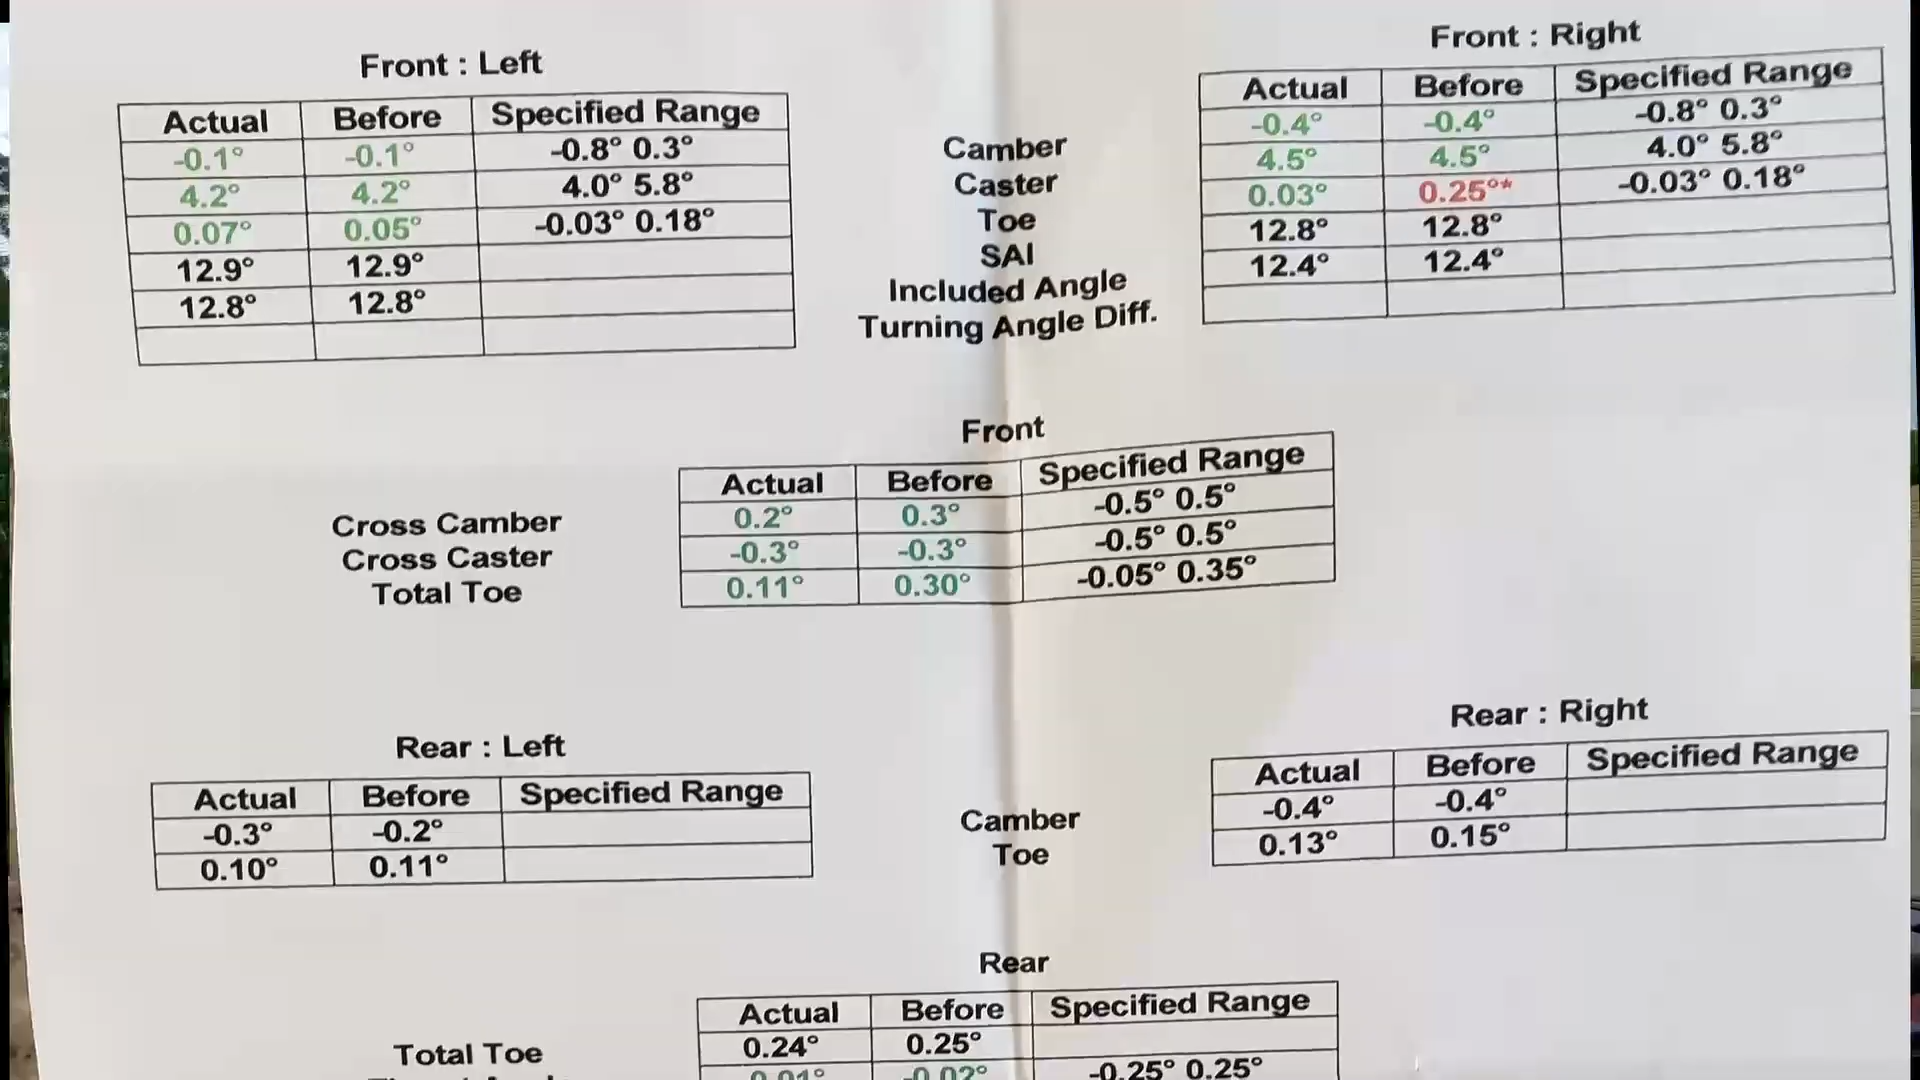 Front : Left
Actual Before Specified Range
-0.1° -0.1° -0.8° 0.3°
4.2° 4.2° 4.0° 5.8°
0.07° 0.05° -0.03° 0.18°
12.9° 12.9°
12.8° 12.8°
Camber
Caster
Toe
SAI
Included Angle
Turning Angle Diff.
Front : Right
Actual Before Specified Range
-0.4° -0.4° -0.8° 0.3°
4.5° 4.5° 4.0° 5.8°
0.03° 0.25°* -0.03° 0.18°
12.8° 12.8°
12.4° 12.4°
Front
Actual Before Specified Range
Cross Camber 0.2° 0.3° -0.5° 0.5°
Cross Caster -0.3° -0.3° -0.5° 0.5°
Total Toe 0.11° 0.30° -0.05° 0.35°
Rear : Left
Actual Before Specified Range
-0.3° -0.2°
0.10° 0.11°
Camber
Toe
Rear : Right
Actual Before Specified Range
-0.4° -0.4°
0.13° 0.15°
Rear
Actual Before Specified Range
Total Toe 0.24° 0.25°
-0.02° -0.25° 0.25°